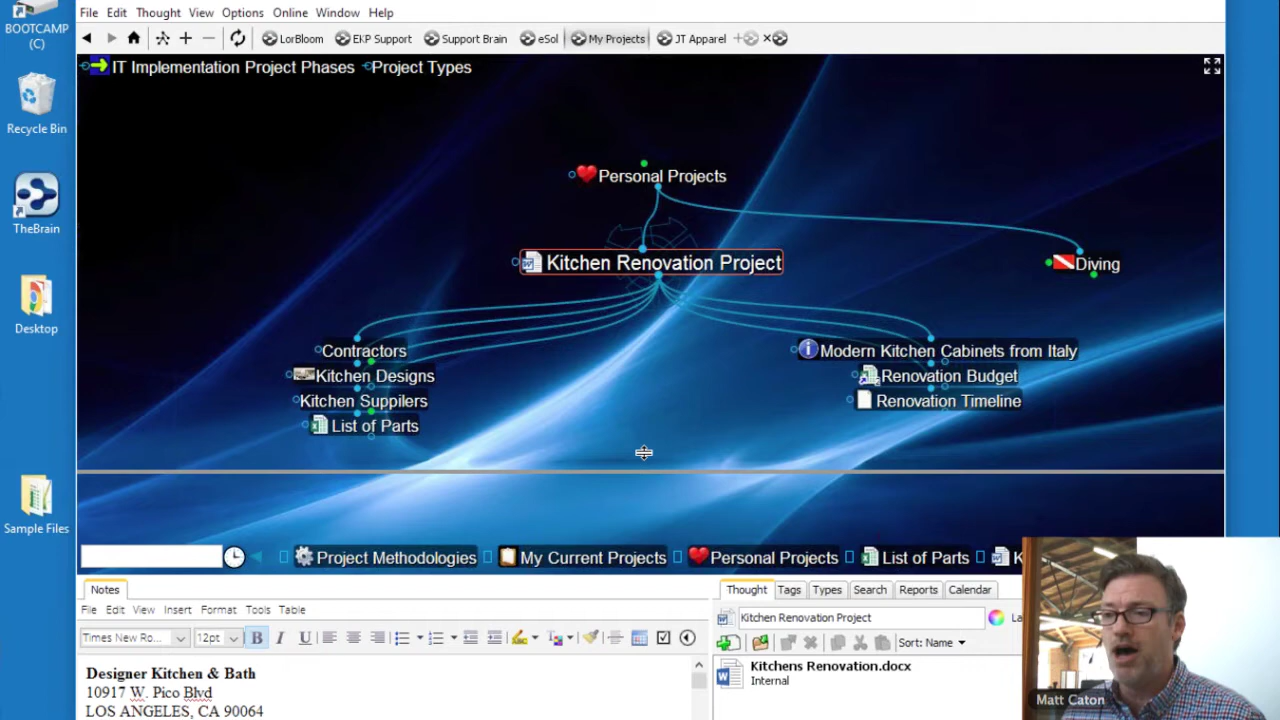 BOOTCAMP
(C)
Recycle Bin
TheBrain
Desktop
Sample Files
File Edit Thought View Options Online Window Help
LorBloom EKP Support Support Brain eSol My Projects JT Apparel
IT Implementation Project Phases Project Types
Personal Projects
Kitchen Renovation Project
Diving
Contractors
Kitchen Designs
Kitchen Suppilers
List of Parts
Modern Kitchen Cabinets from Italy
Renovation Budget
Renovation Timeline
Project Methodologies My Current Projects Personal Projects List of Parts K
Notes
File Edit View Insert Format Tools Table
Times New Ro... 12pt B I U
Designer Kitchen & Bath
10917 W. Pico Blvd
LOS ANGELES, CA 90064
Thought Tags Types Search Reports Calendar
Kitchen Renovation Project La
Sort: Name
Kitchens Renovation.docx
Internal
Matt Caton